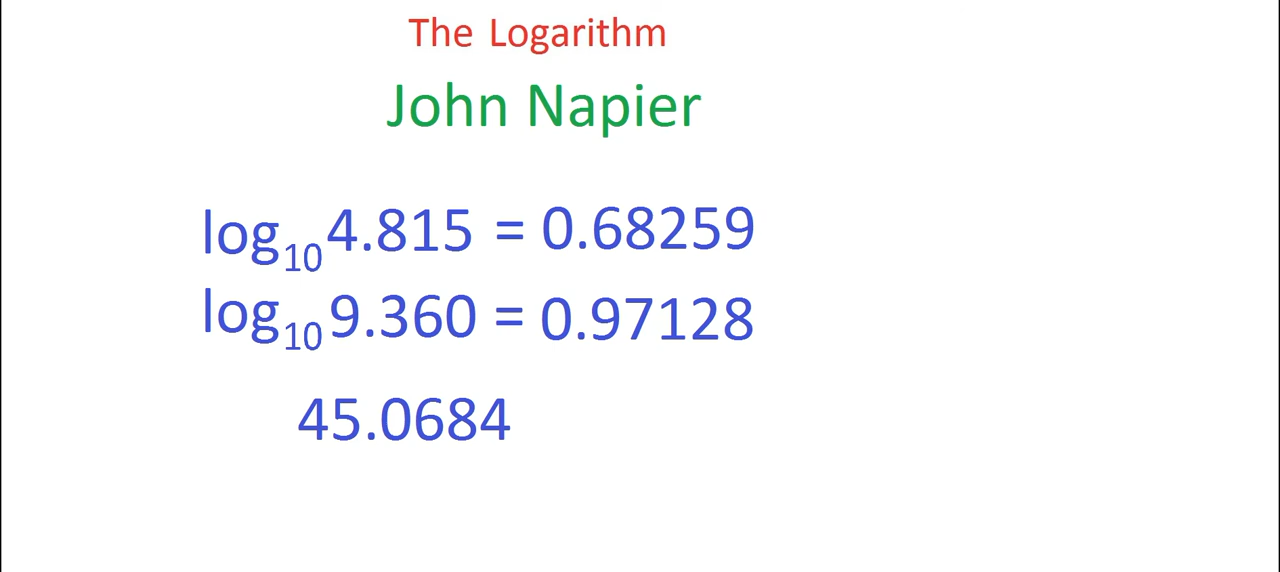 The Logarithm
John Napier
log₁₀4.815 = 0.68259
log₁₀9.360 = 0.97128
45.0684